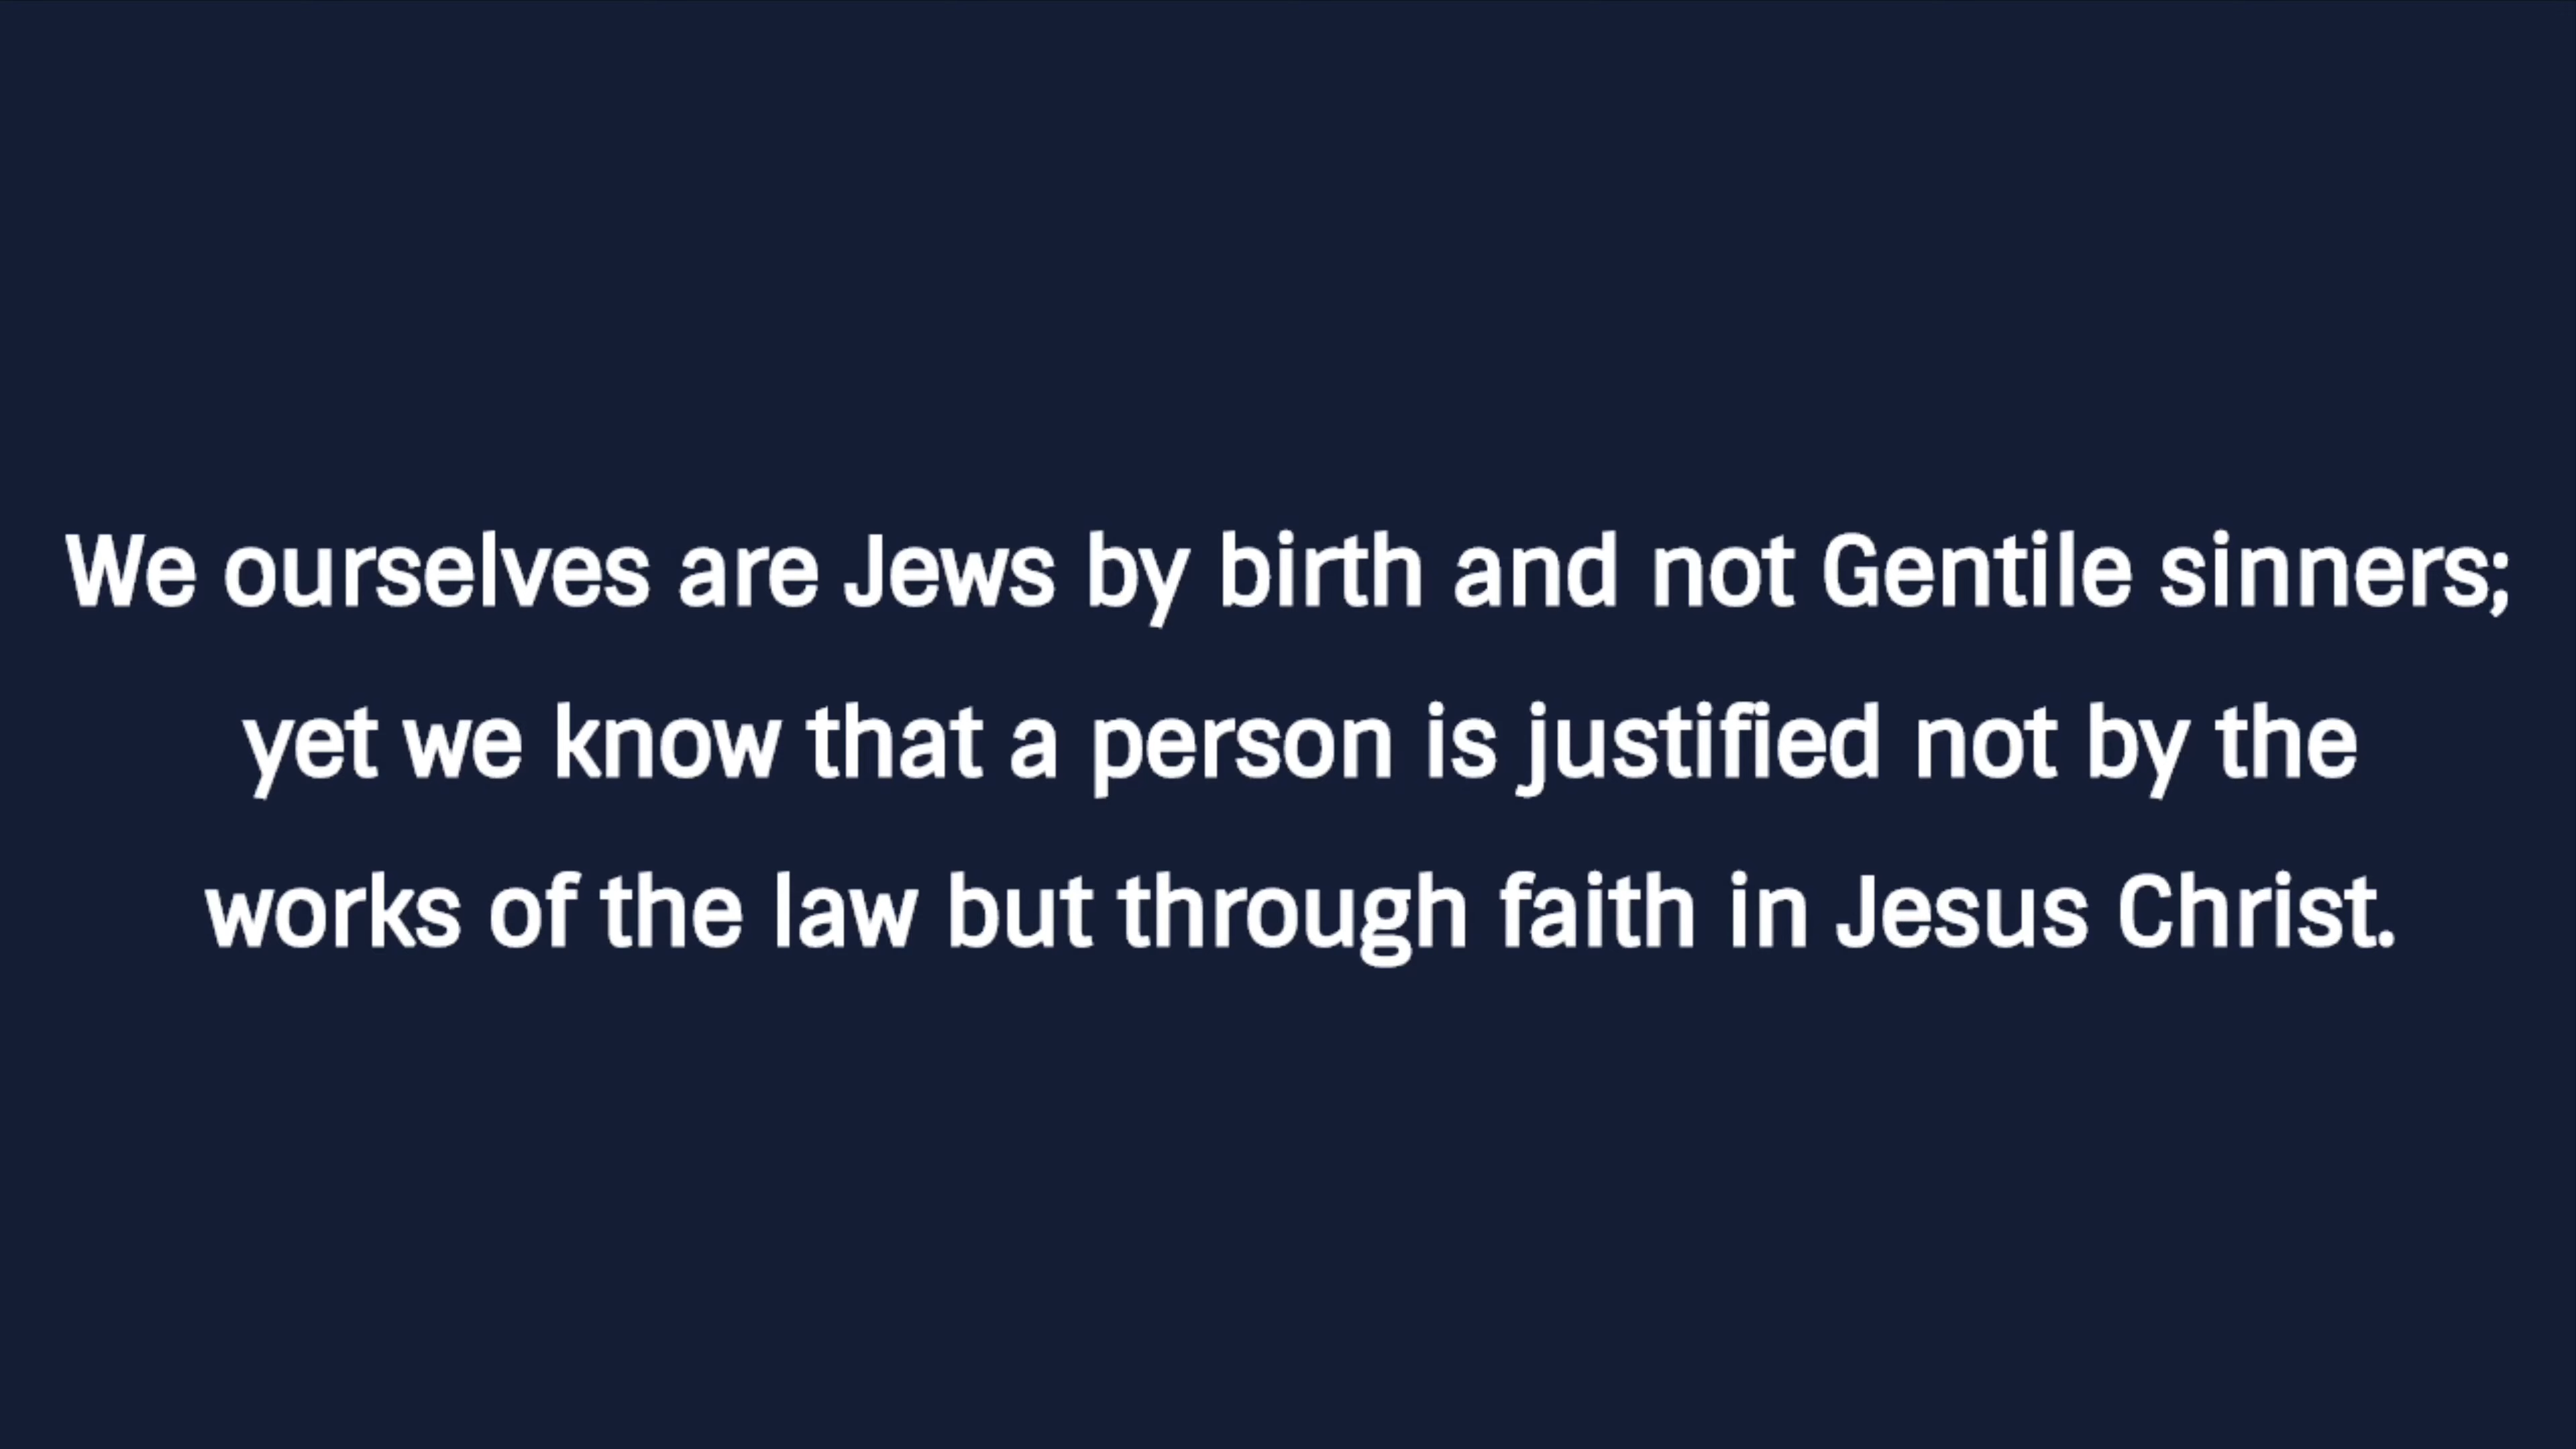 We ourselves are Jews by birth and not Gentile sinners;
yet we know that a person is justified not by the
works of the law but through faith in Jesus Christ.